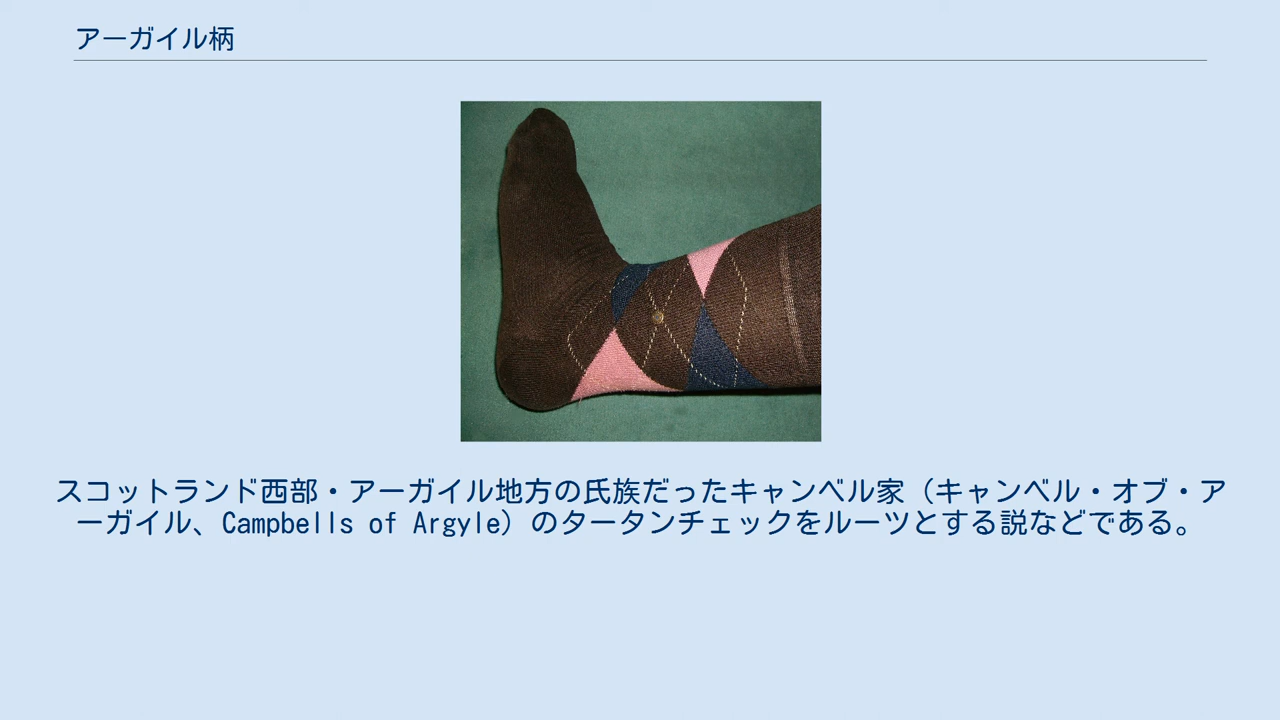 アーガイル柄
スコットランド西部・アーガイル地方の氏族だったキャンベル家（キャンベル・オブ・ア
ーガイル、Campbells of Argyle）のタータンチェックをルーツとする説などである。